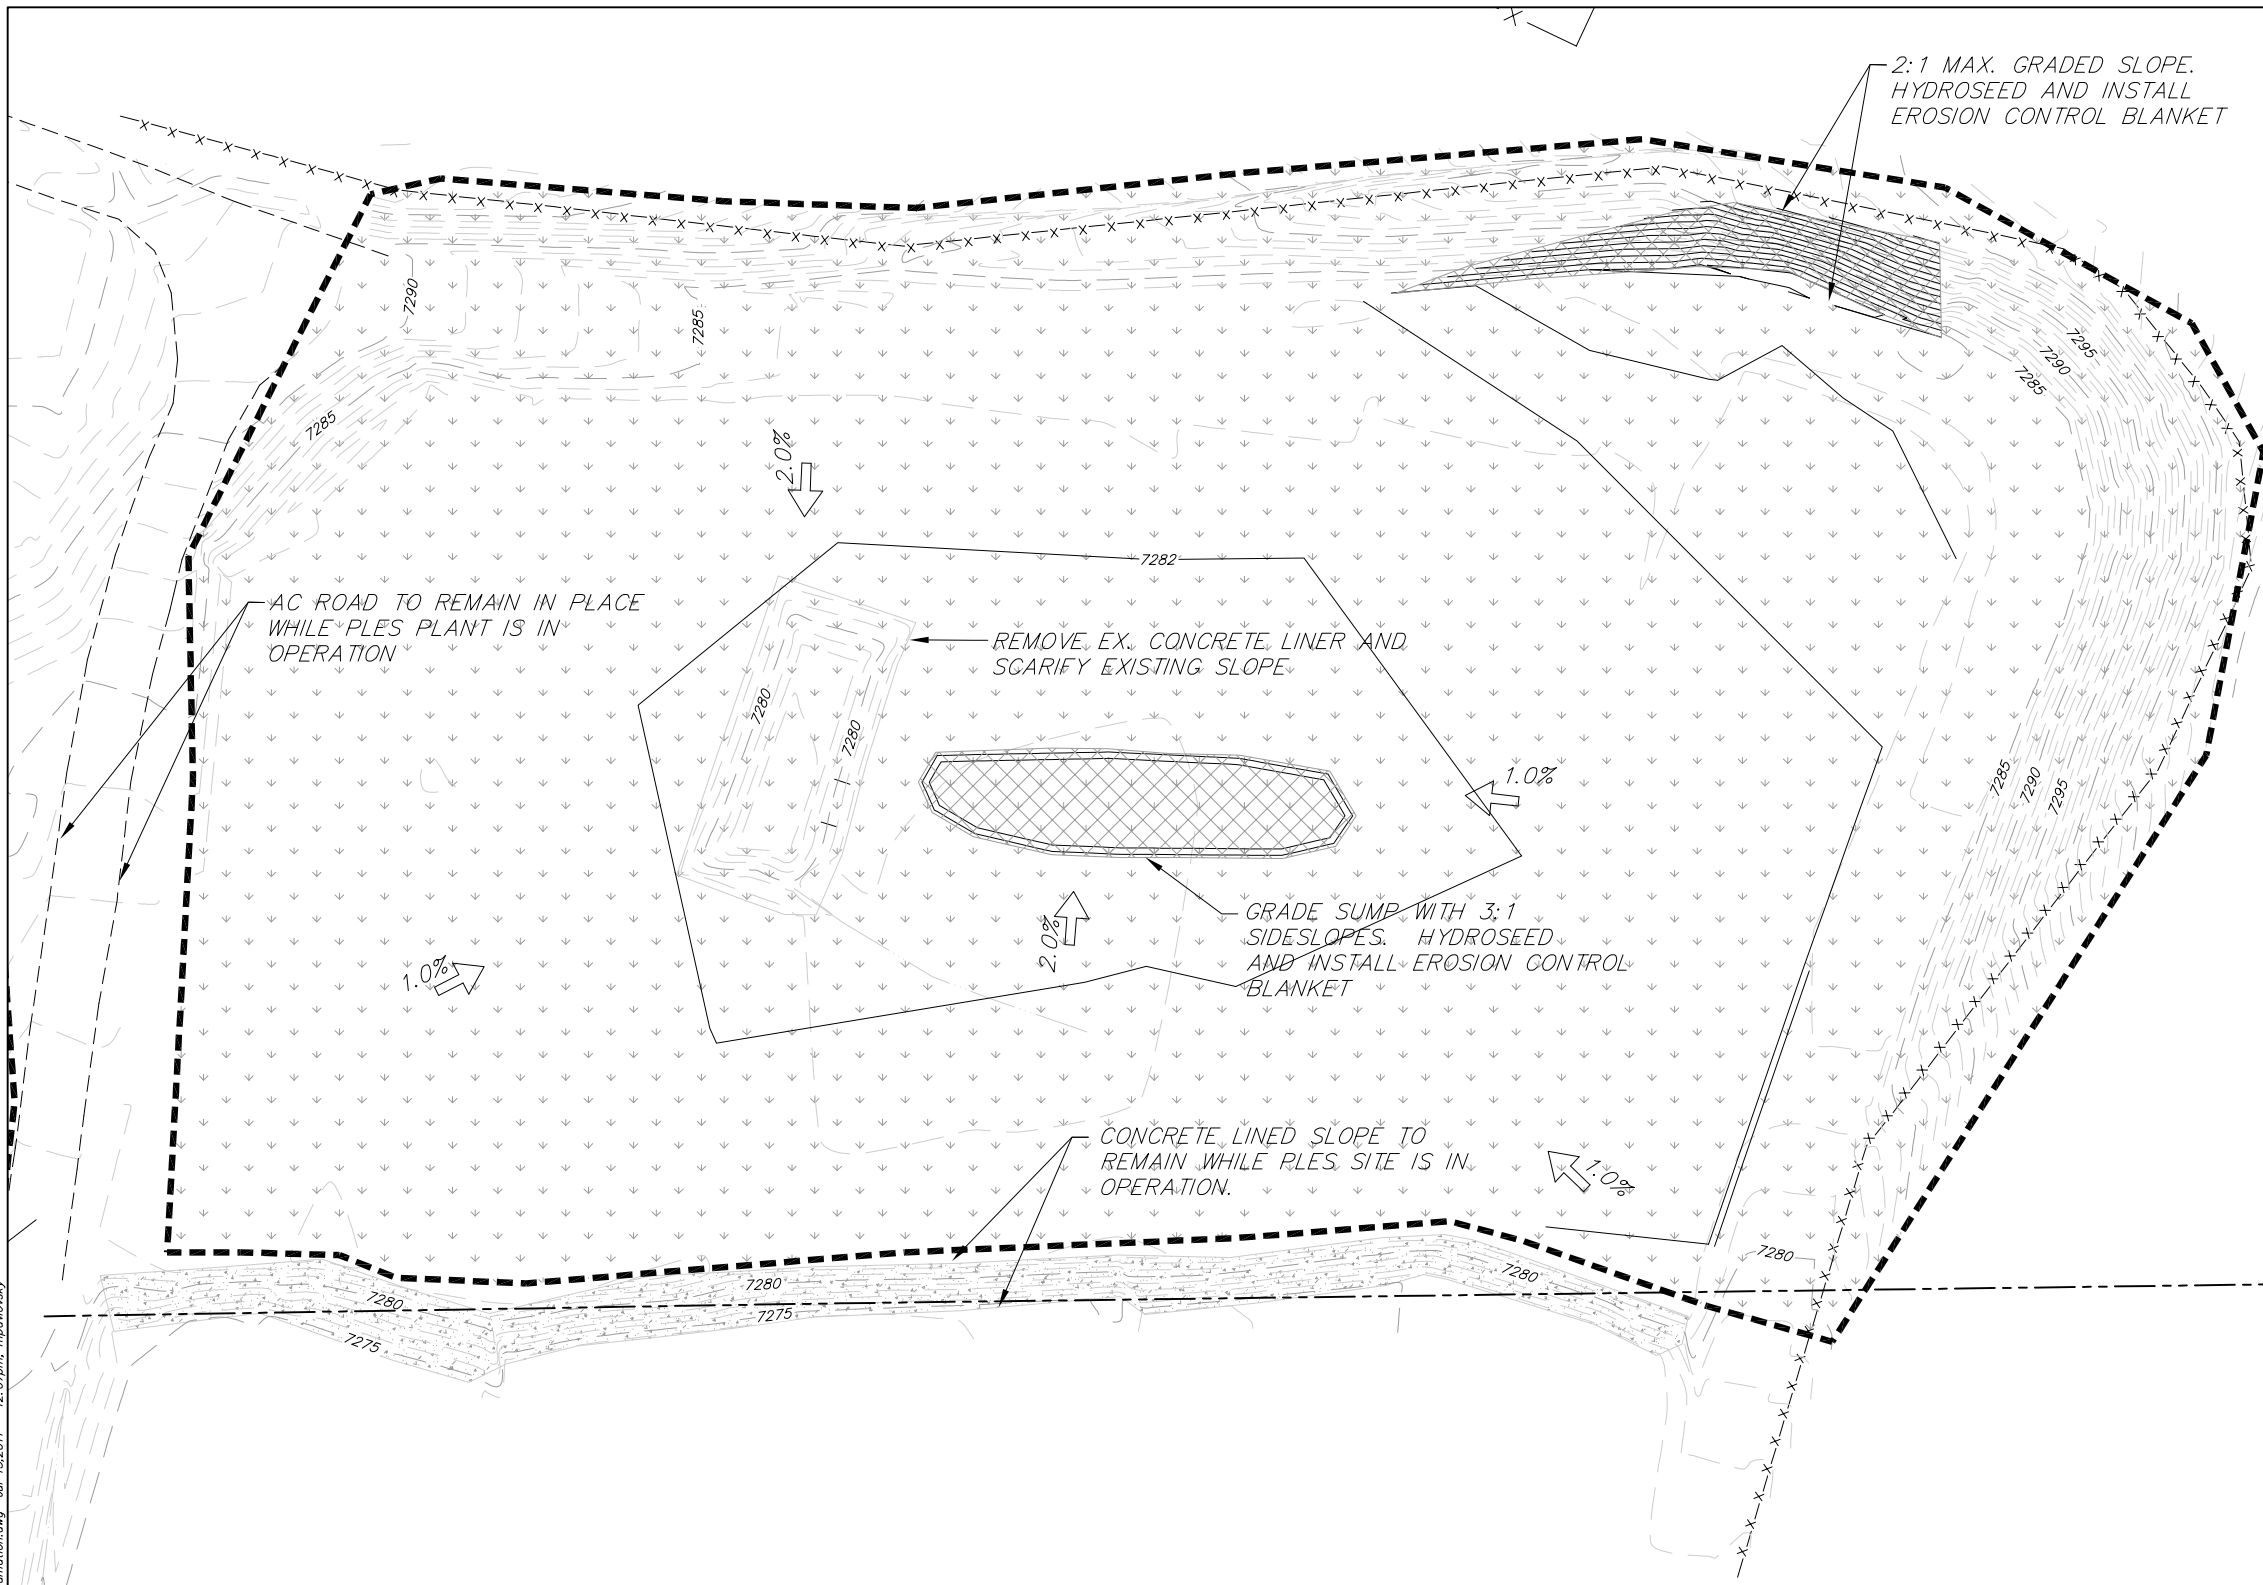 2:1 MAX. GRADED SLOPE.
HYDROSEED AND INSTALL
EROSION CONTROL BLANKET
7290
7285
7285
7295
7290
7285
2.0%
7282
AC ROAD TO REMAIN IN PLACE
WHILE PLES PLANT IS IN
OPERATION
REMOVE EX. CONCRETE LINER AND
SCARIFY EXISTING SLOPE
7280
7280
1.0%
7285
7290
7295
GRADE SUMP WITH 3:1
SIDESLOPES. HYDROSEED
AND INSTALL EROSION CONTROL
BLANKET
2.0%
1.0%
CONCRETE LINED SLOPE TO
REMAIN WHILE PLES SITE IS IN
OPERATION.
1.0%
7280
7280
7280
7280
7275
7275